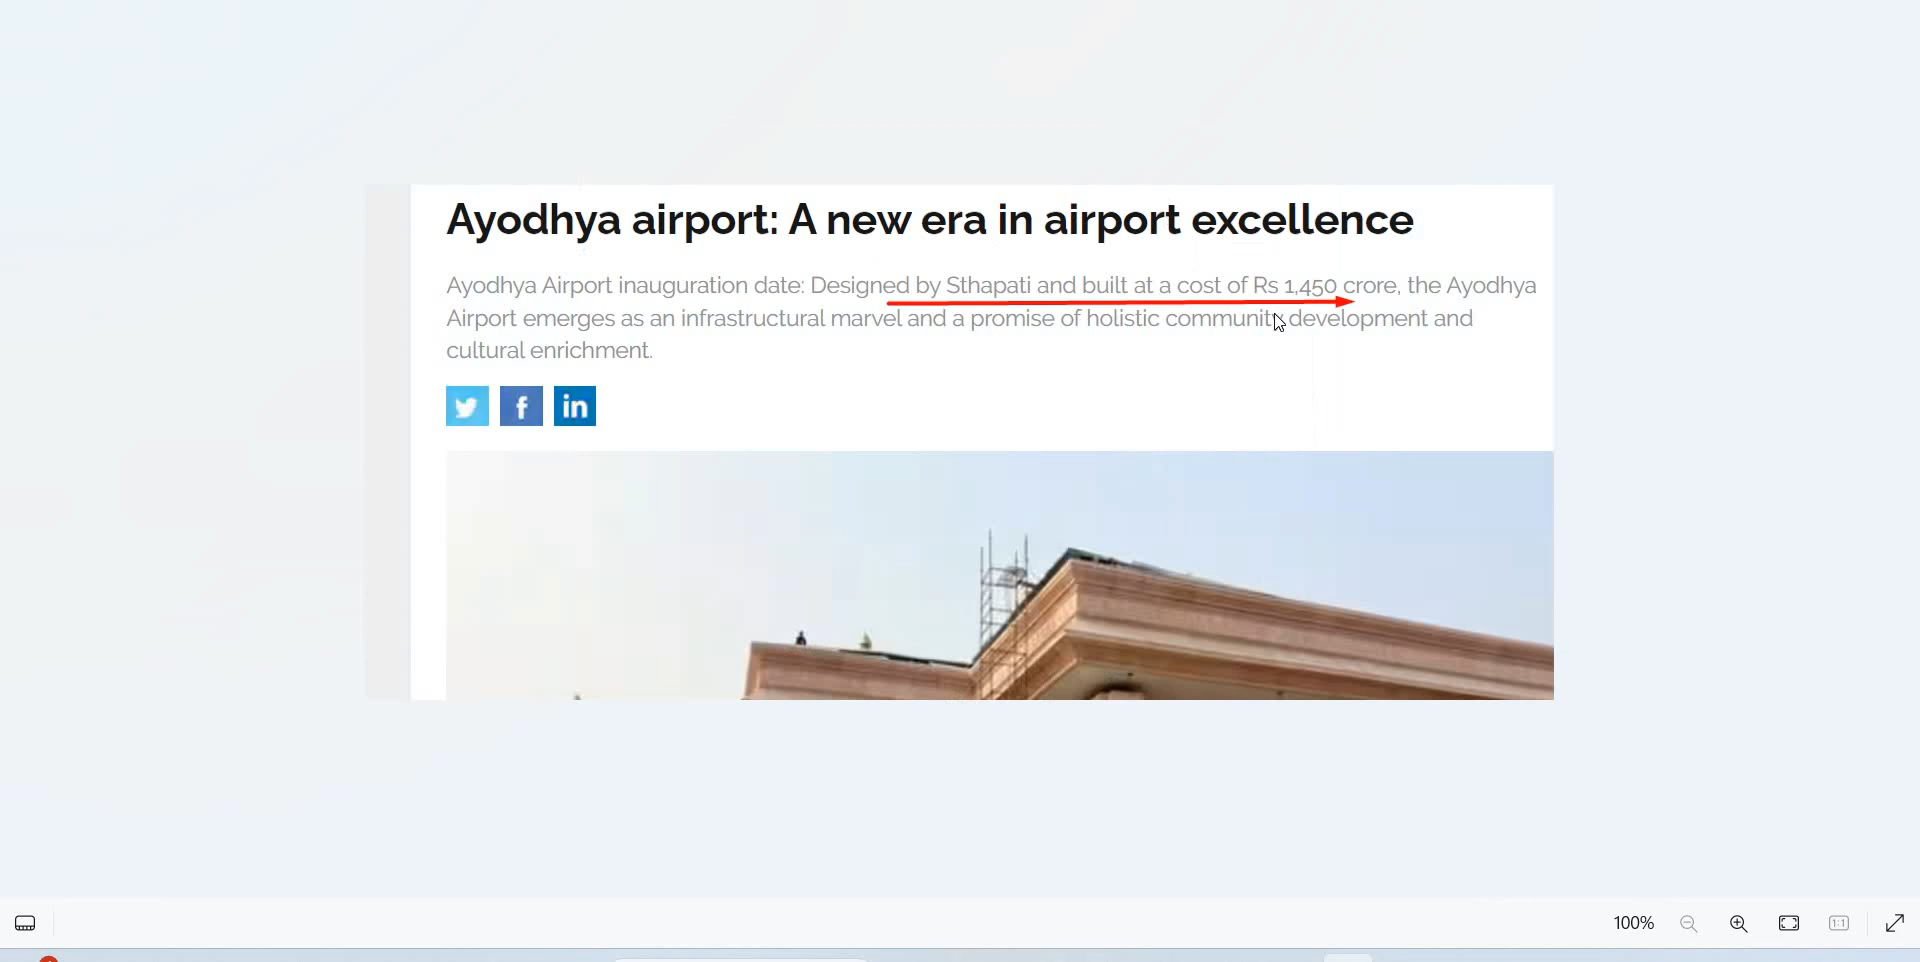 Ayodhya airport: A new era in airport excellence
Ayodhya Airport inauguration date: Designed by Sthapati and built at a cost of Rs 1,450 crore, the Ayodhya
Airport emerges as an infrastructural marvel and a promise of holistic community development and
cultural enrichment.
f in
100%
1:1